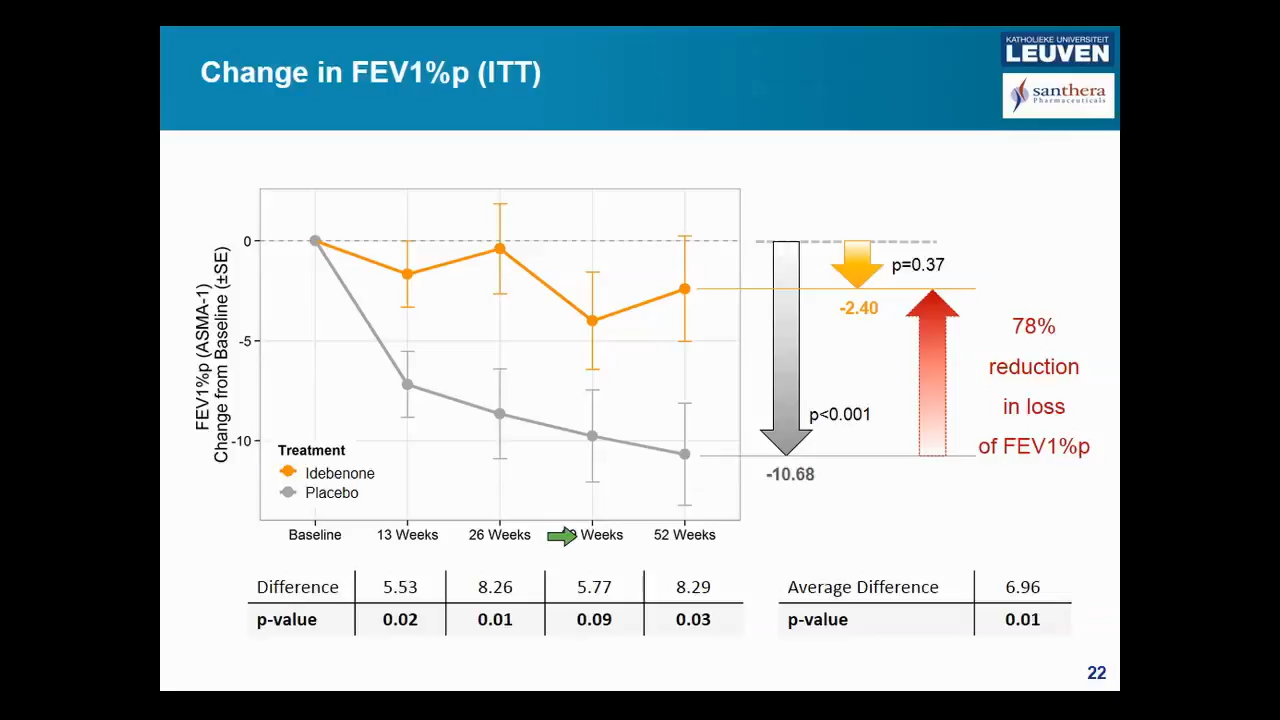 Change in FEV1%p (ITT)
KATHOLIEKE UNIVERSITEIT
LEUVEN
santhera
Pharmaceuticals
FEV1%p (ASMA-1)
Change from Baseline (±SE)
0
-5
-10
Treatment
Idebenone
Placebo
Baseline 13 Weeks 26 Weeks 9 Weeks 52 Weeks
p=0.37
-2.40
p<0.001
-10.68
78%
reduction
in loss
of FEV1%p
Difference 5.53 8.26 5.77 8.29
p-value 0.02 0.01 0.09 0.03
Average Difference 6.96
p-value 0.01
22